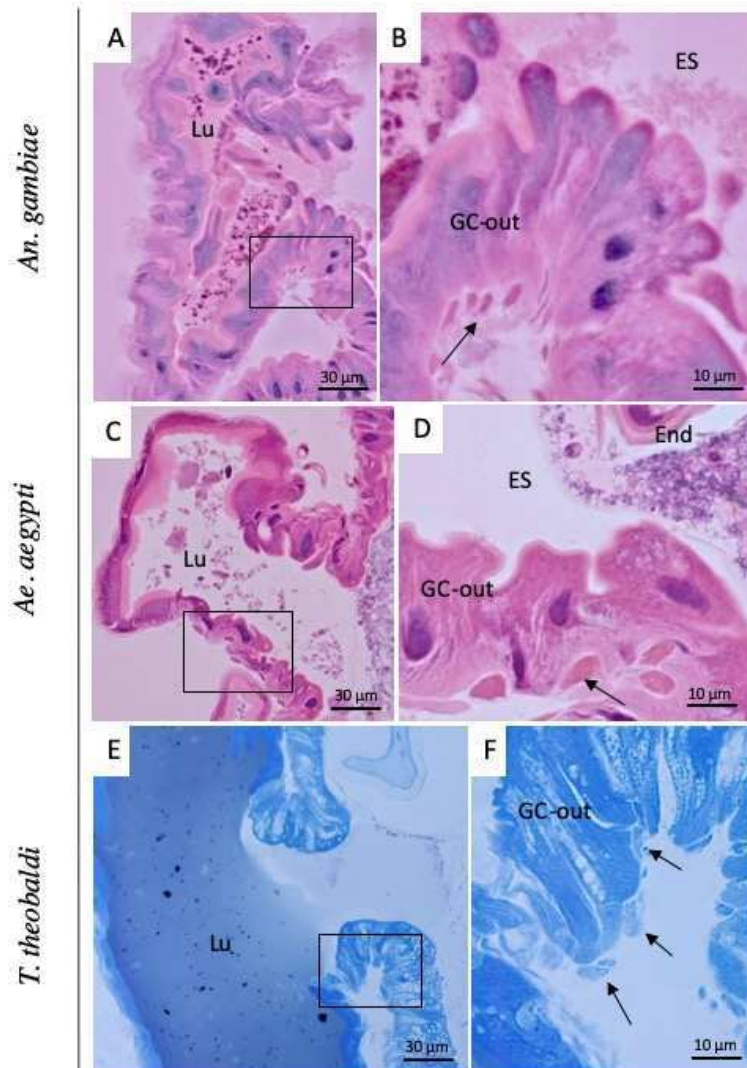 An. gambiae
A
Lu
30 µm
B
ES
GC-out
10 µm
Ae. aegypti
C
Lu
30 µm
D
End
ES
GC-out
10 µm
T. theobaldi
E
Lu
30 µm
F
GC-out
10 µm